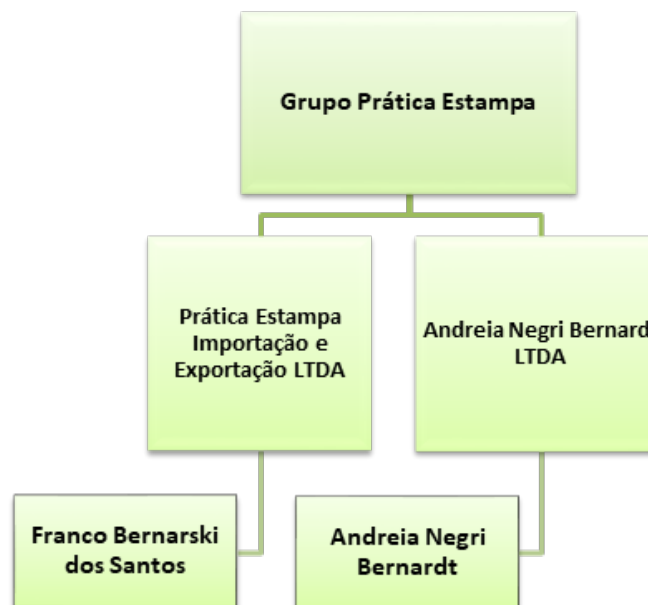 Grupo Prática Estampa
Prática Estampa
Importação e
Exportação LTDA
Andreia Negri Bernard
LTDA
Franco Bernarski
dos Santos
Andreia Negri
Bernardt